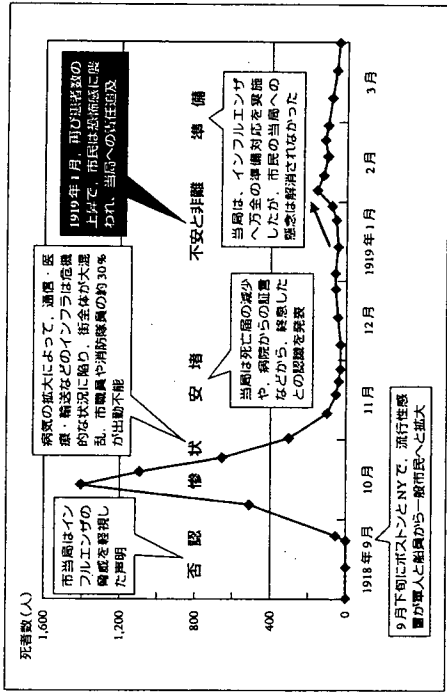 死者数(人)
1,600
1,200
800
400
0
1918年9月
10月
11月
12月
1919年1月
2月
3月
否認
惨状
安堵
不安と非難
準備
市当局はイン
フルエンザの
脅威を軽視し
た声明
病気の拡大によって、通信・医
療・輸送などのインフラは危機
的な状況に陥り、街全体が大混
乱。市職員や消防隊員の約30%
が出勤不能
当局は死亡届の減少
や、病院からの証言
などから、終息した
との認識を発表
1919年1月、再び患者数の
上昇で、市民は恐怖感に襲
われ、当局への責任追及
当局は、インフルエンザ
へ万全の準備対応を実施
したが、市民の当局への
懸念は解消されなかった
9月下旬にボストンとNYで、流行性感
冒が軍人と船員から一般市民へと拡大